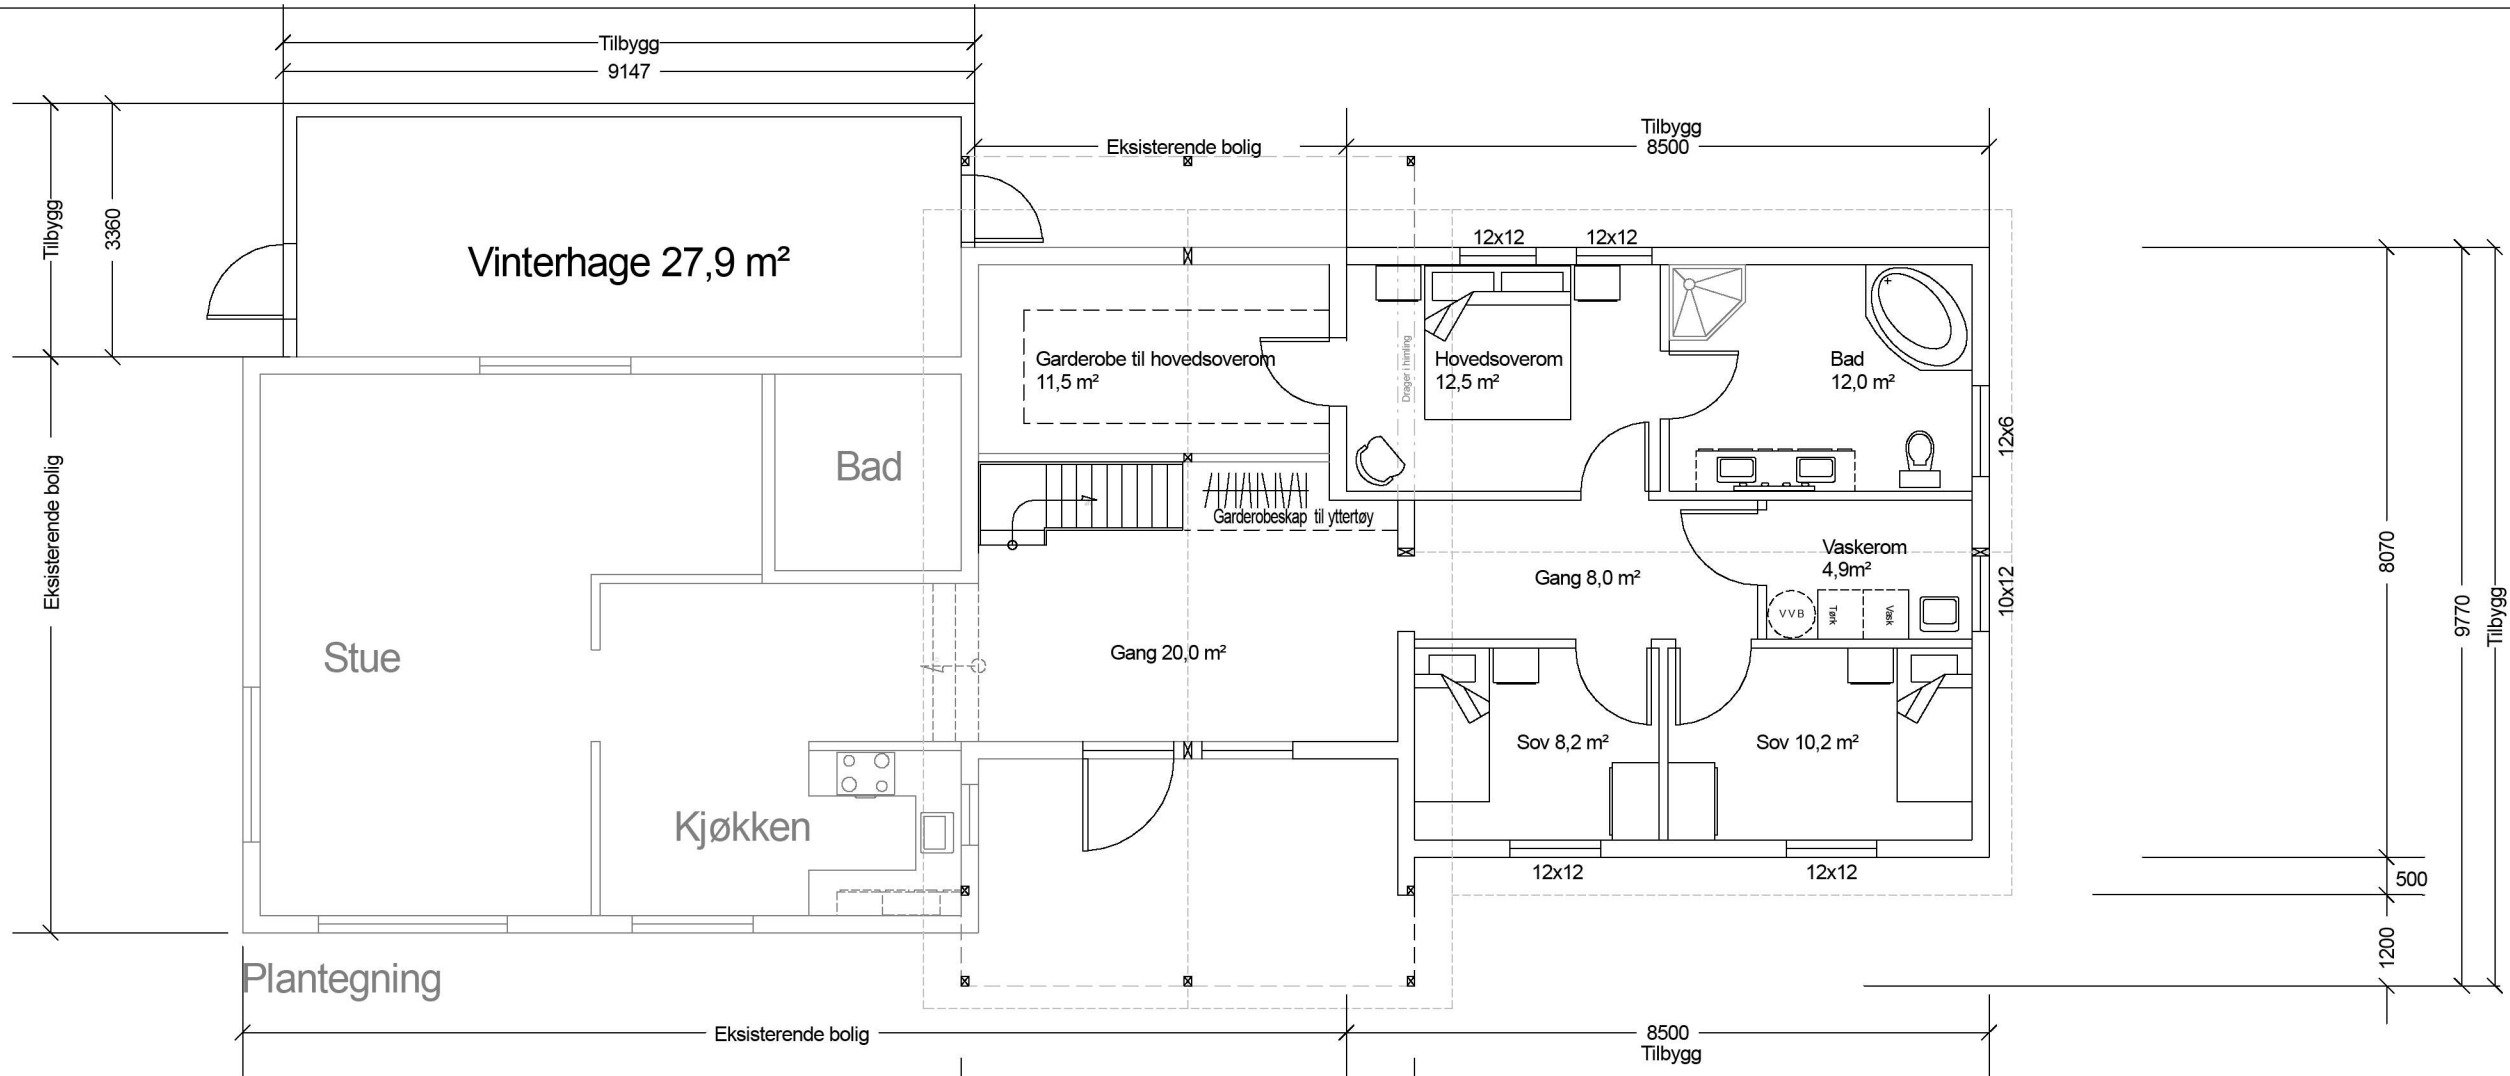 Tilbygg
9147
Tilbygg
8500
Eksisterende bolig
Tilbygg
3360
12x12
12x12
Vinterhage 27,9 m²
Garderobe til hovedsoverom
11,5 m²
Drager i himling
Hovedsoverom
12,5 m²
Bad
12,0 m²
12x6
Eksisterende bolig
Bad
Garderobeskap til yttertøy
Vaskerom
4,9m²
Gang 8,0 m²
10x12
8070
VVB
Tørk
Vask
9770
Tilbygg
Stue
Gang 20,0 m²
Sov 8,2 m²
Sov 10,2 m²
Kjøkken
12x12
12x12
500
1200
Plantegning
Eksisterende bolig
8500
Tilbygg